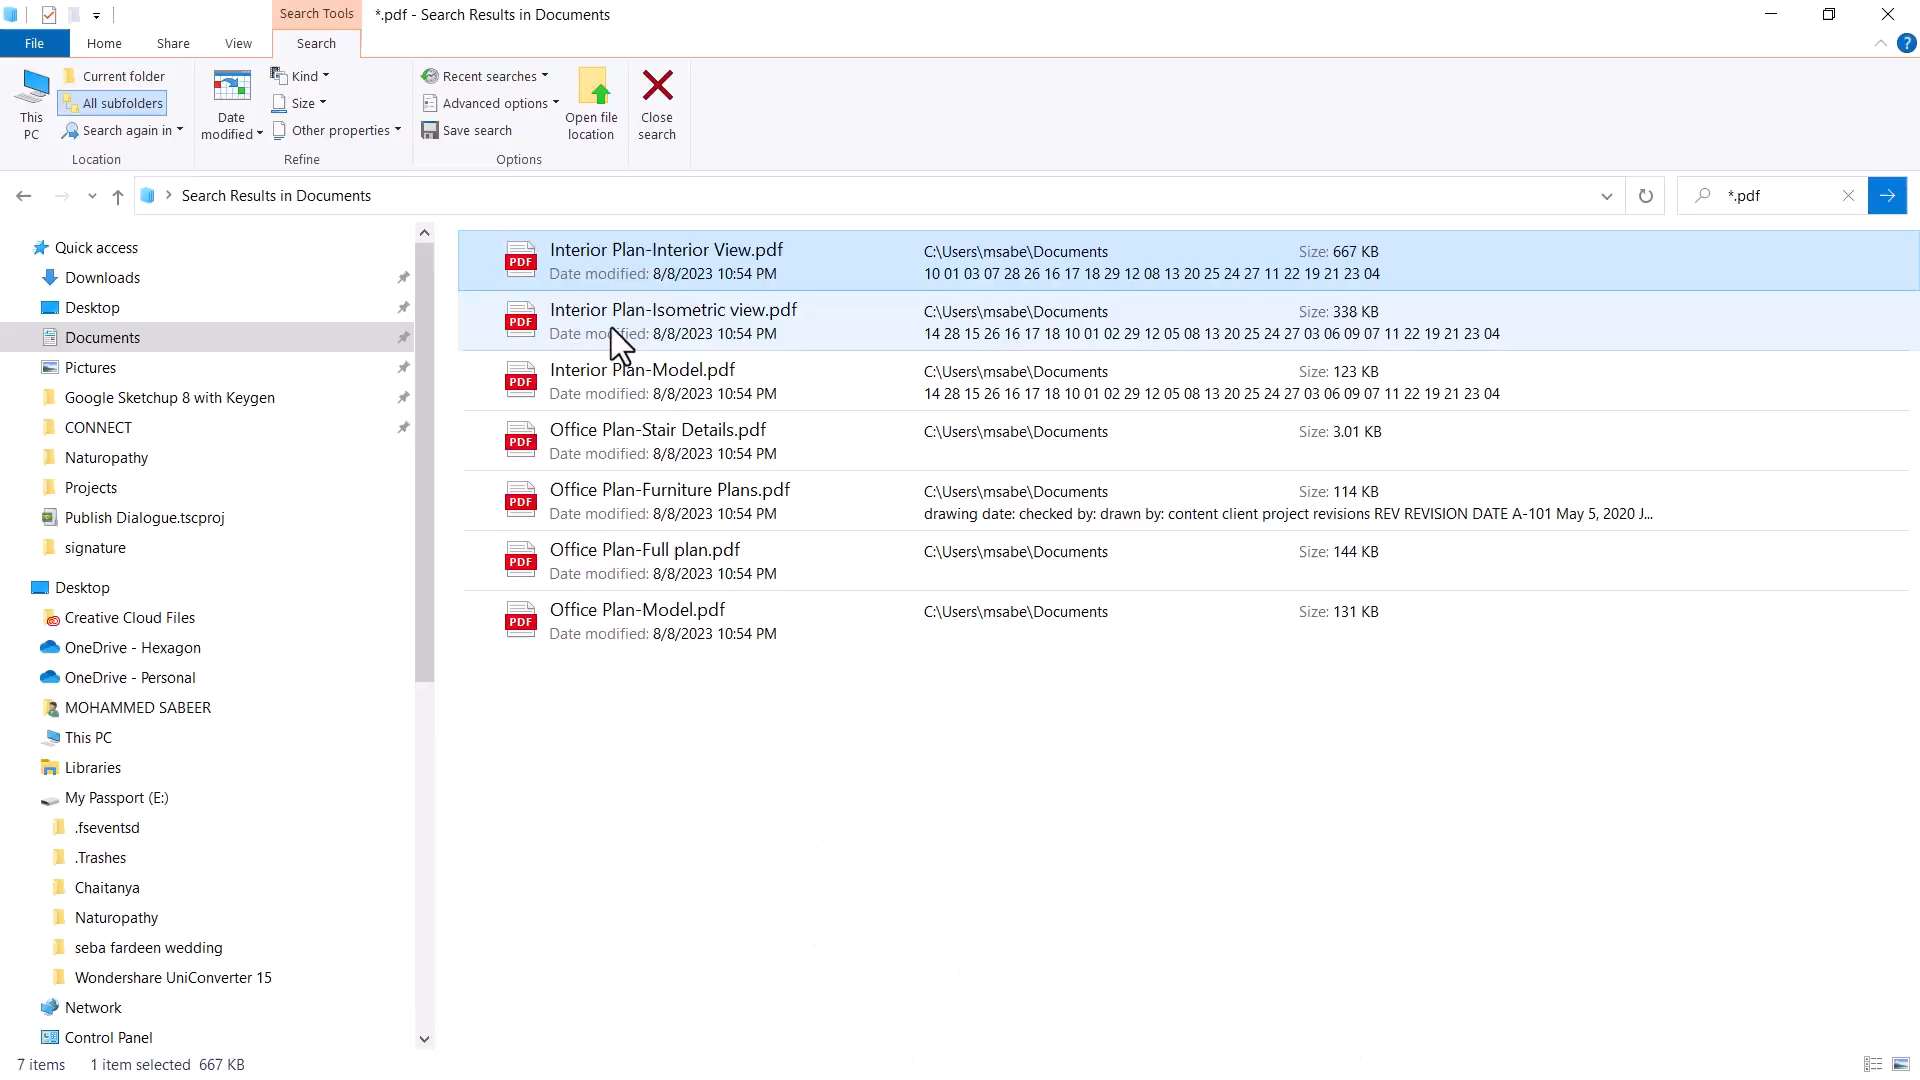 Search Tools
*.pdf - Search Results in Documents
File
Home
Share
View
Search
?
This PC
Current folder
All subfolders
Search again in
Location
Date modified
Kind
Size
Other properties
Refine
Recent searches
Advanced options
Save search
Open file location
Options
Close search
Search Results in Documents
*.pdf
Quick access
Downloads
Desktop
Documents
Pictures
Google Sketchup 8 with Keygen
CONNECT
Naturopathy
Projects
Publish Dialogue.tscproj
signature
Desktop
Creative Cloud Files
OneDrive - Hexagon
OneDrive - Personal
MOHAMMED SABEER
This PC
Libraries
My Passport (E:)
.fseventsd
.Trashes
Chaitanya
Naturopathy
seba fardeen wedding
Wondershare UniConverter 15
Network
Control Panel
PDF
Interior Plan-Interior View.pdf
C:\Users\msabe\Documents
Size: 667 KB
Date modified: 8/8/2023 10:54 PM
10 01 03 07 28 26 16 17 18 29 12 08 13 20 25 24 27 11 22 19 21 23 04
PDF
Interior Plan-Isometric view.pdf
C:\Users\msabe\Documents
Size: 338 KB
Date modified: 8/8/2023 10:54 PM
14 28 15 26 16 17 18 10 01 02 29 12 05 08 13 20 25 24 27 03 06 09 07 11 22 19 21 23 04
PDF
Interior Plan-Model.pdf
C:\Users\msabe\Documents
Size: 123 KB
Date modified: 8/8/2023 10:54 PM
14 28 15 26 16 17 18 10 01 02 29 12 05 08 13 20 25 24 27 03 06 09 07 11 22 19 21 23 04
PDF
Office Plan-Stair Details.pdf
C:\Users\msabe\Documents
Size: 3.01 KB
Date modified: 8/8/2023 10:54 PM
PDF
Office Plan-Furniture Plans.pdf
C:\Users\msabe\Documents
Size: 114 KB
Date modified: 8/8/2023 10:54 PM
drawing date: checked by: drawn by: content client project revisions REV REVISION DATE A-101 May 5, 2020 J...
PDF
Office Plan-Full plan.pdf
C:\Users\msabe\Documents
Size: 144 KB
Date modified: 8/8/2023 10:54 PM
PDF
Office Plan-Model.pdf
C:\Users\msabe\Documents
Size: 131 KB
Date modified: 8/8/2023 10:54 PM
7 items
1 item selected 667 KB